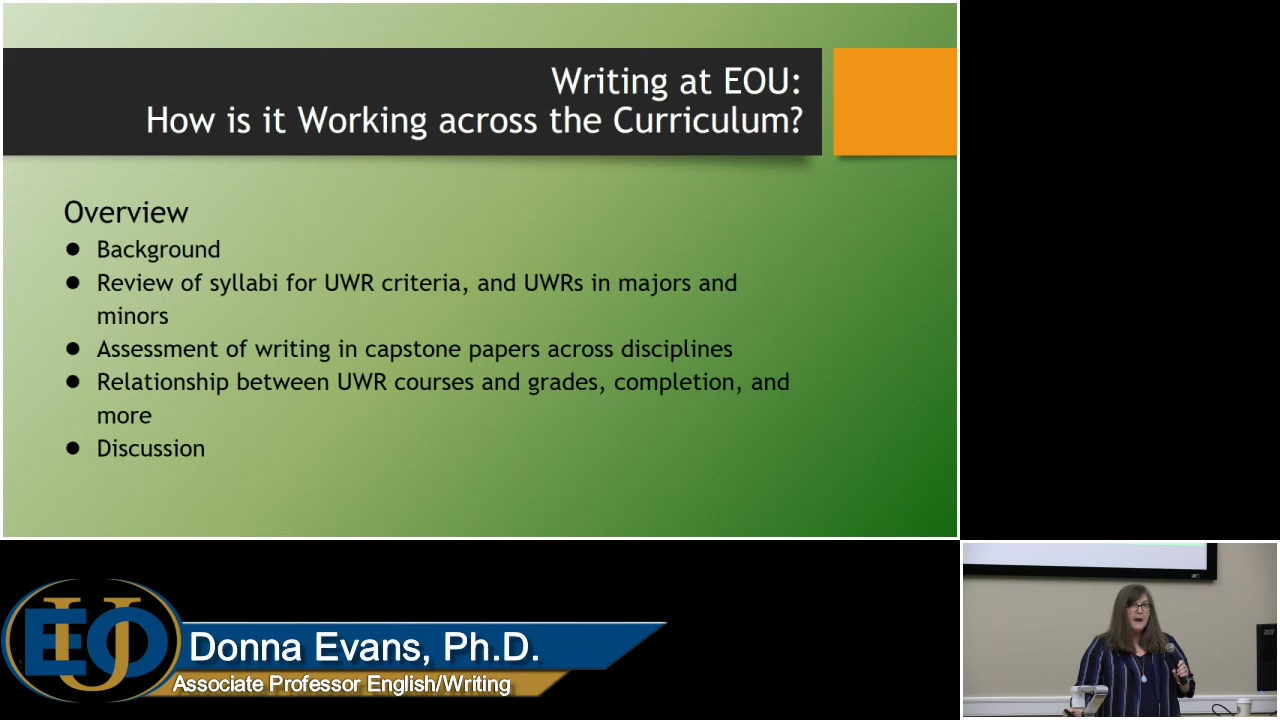 Writing at EOU:
How is it Working across the Curriculum?
Overview
● Background
● Review of syllabi for UWR criteria, and UWRs in majors and
minors
● Assessment of writing in capstone papers across disciplines
● Relationship between UWR courses and grades, completion, and
more
● Discussion
EOU
Donna Evans, Ph.D.
Associate Professor English/Writing
acer